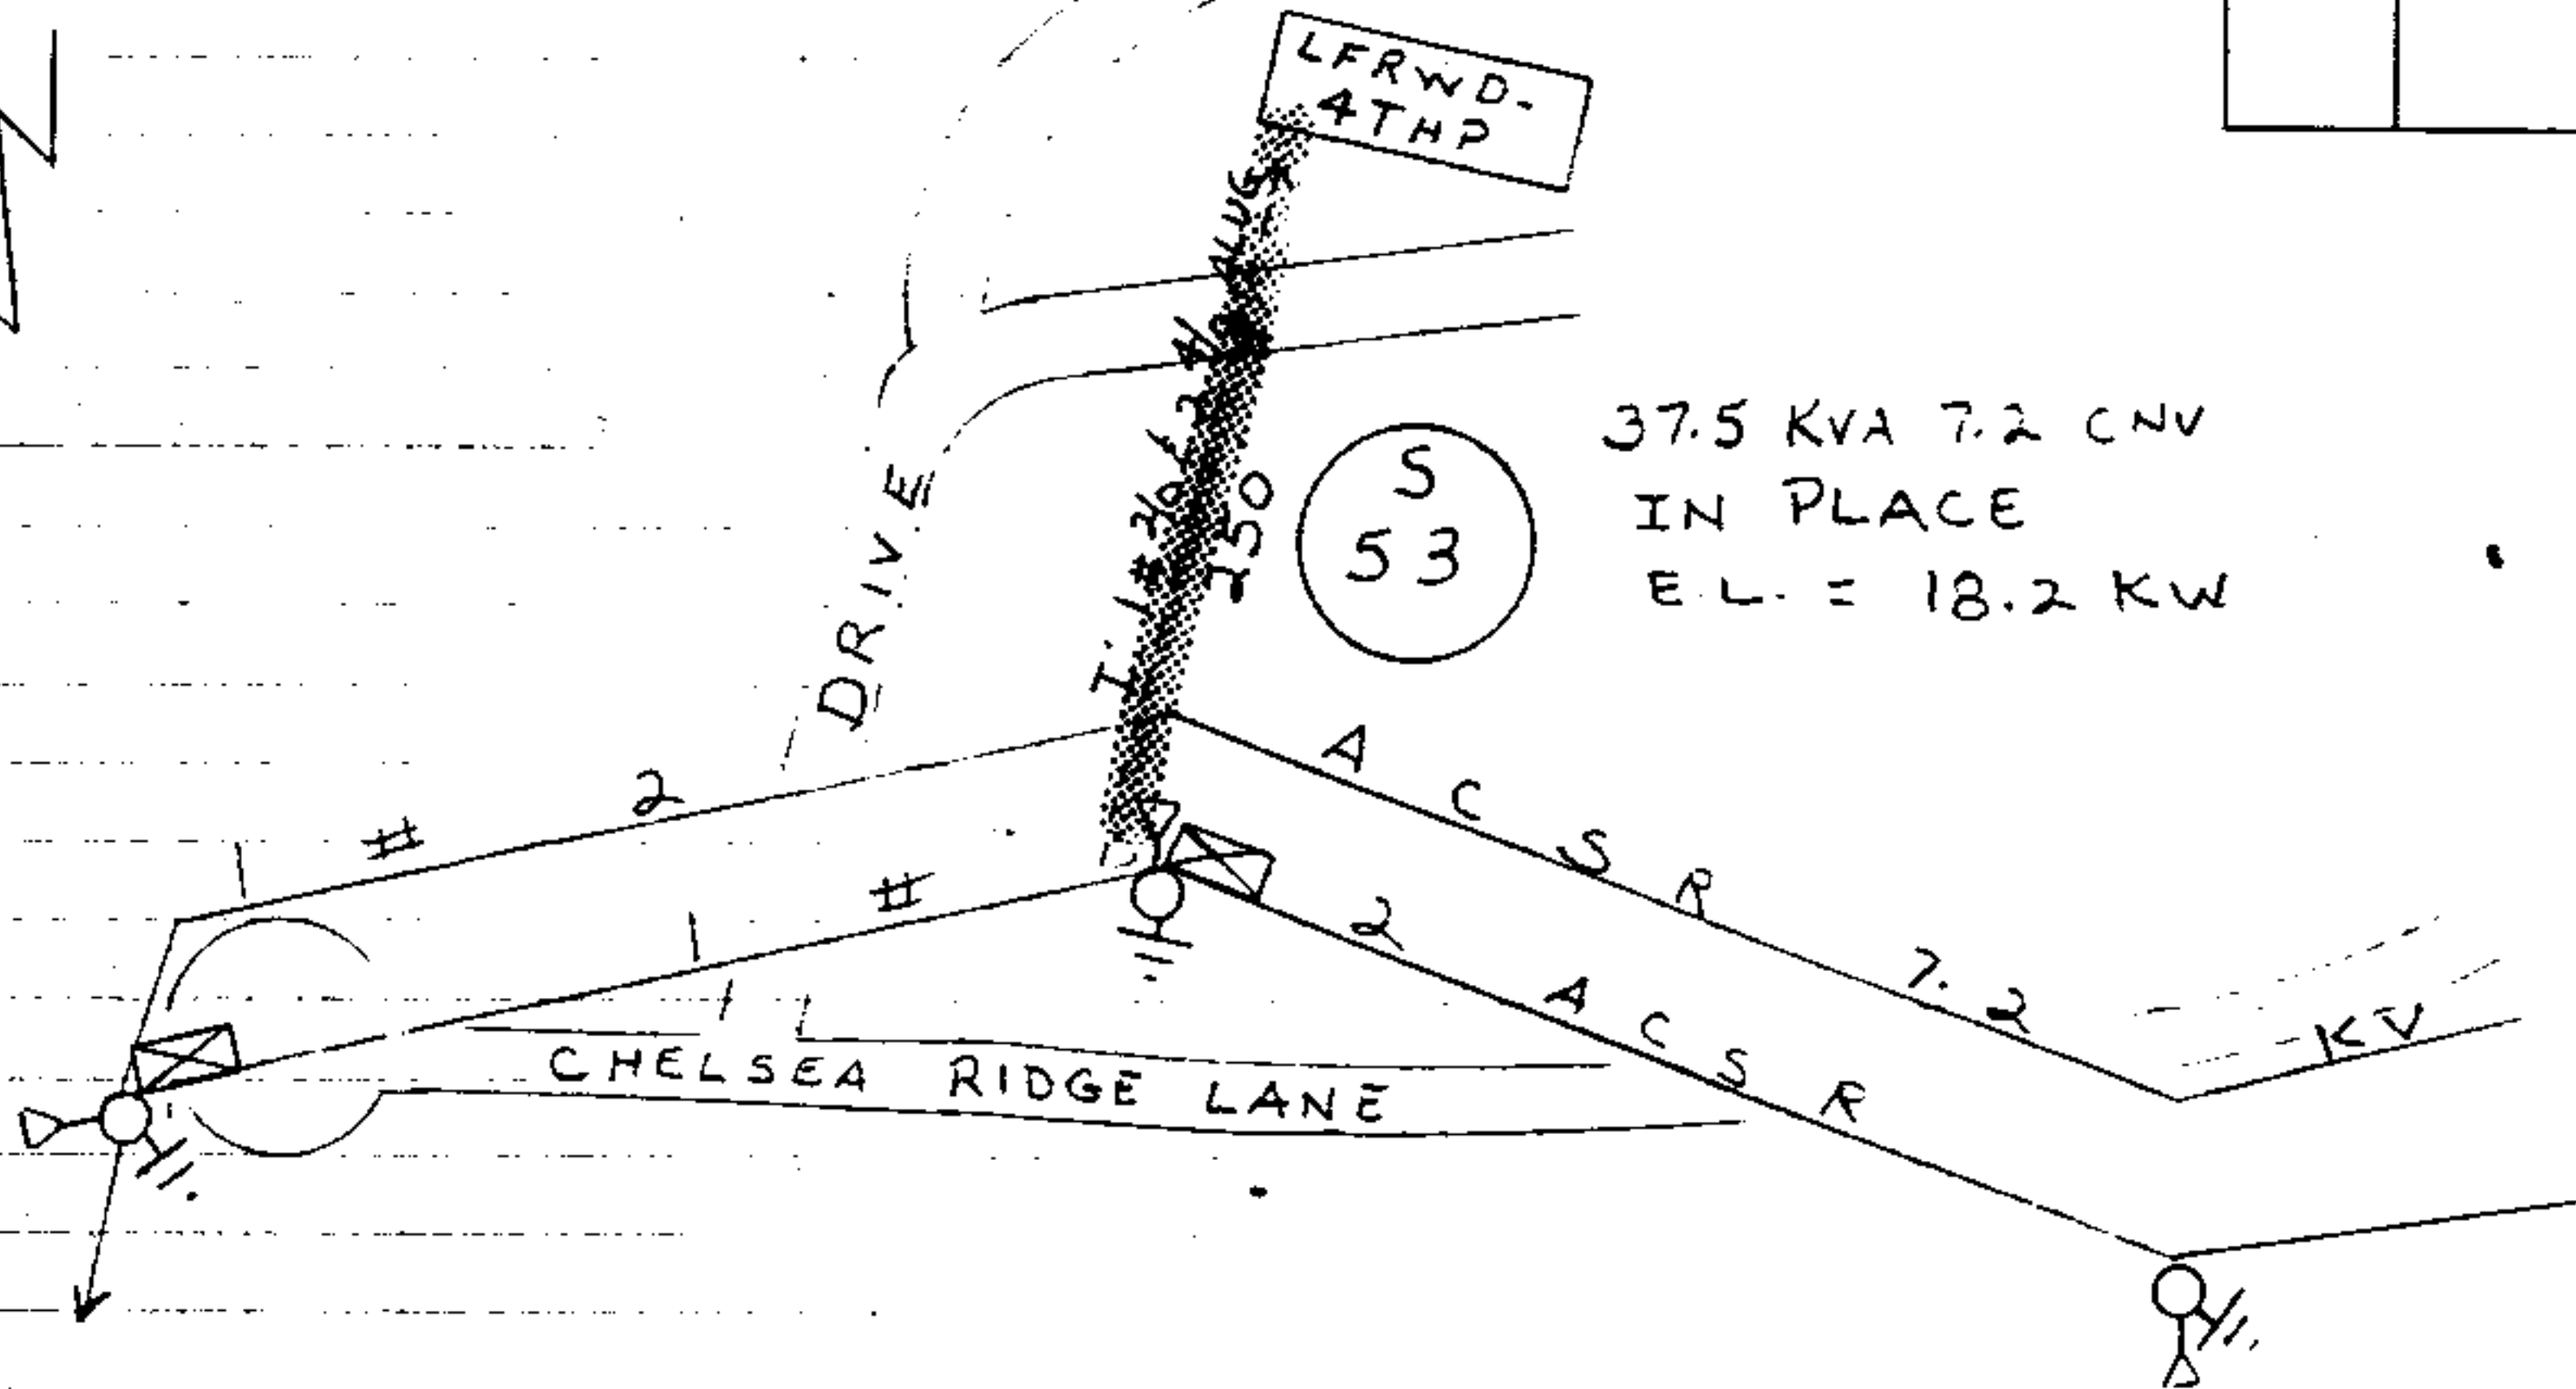 LFRWD-
4THP
250
S
53
37.5 KVA 7.2 CNV
IN PLACE
E.L. = 18.2 KW
DRIVE
# 2 ACSR 7.2 KV
# 2 ACSR
CHELSEA RIDGE LANE